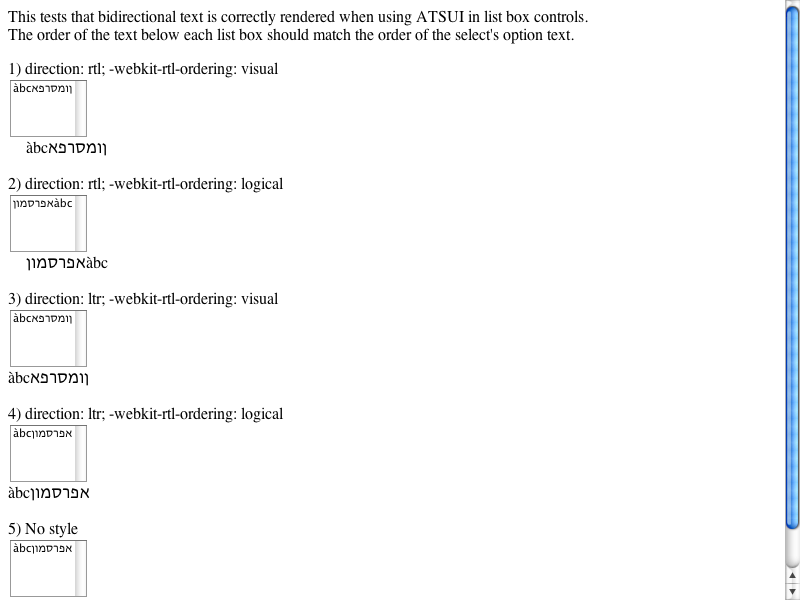 This tests that bidirectional text is correctly rendered when using ATSUI in list box controls.
The order of the text below each list box should match the order of the select's option text.
1) direction: rtl; -webkit-rtl-ordering: visual
àbcןומסרפא
àbcןומסרפא
2) direction: rtl; -webkit-rtl-ordering: logical
àbcאפרסמון
àbcאפרסמון
3) direction: ltr; -webkit-rtl-ordering: visual
àbcןומסרפא
àbcןומסרפא
4) direction: ltr; -webkit-rtl-ordering: logical
àbcאפרסמון
àbcאפרסמון
5) No style
àbcאפרסמון